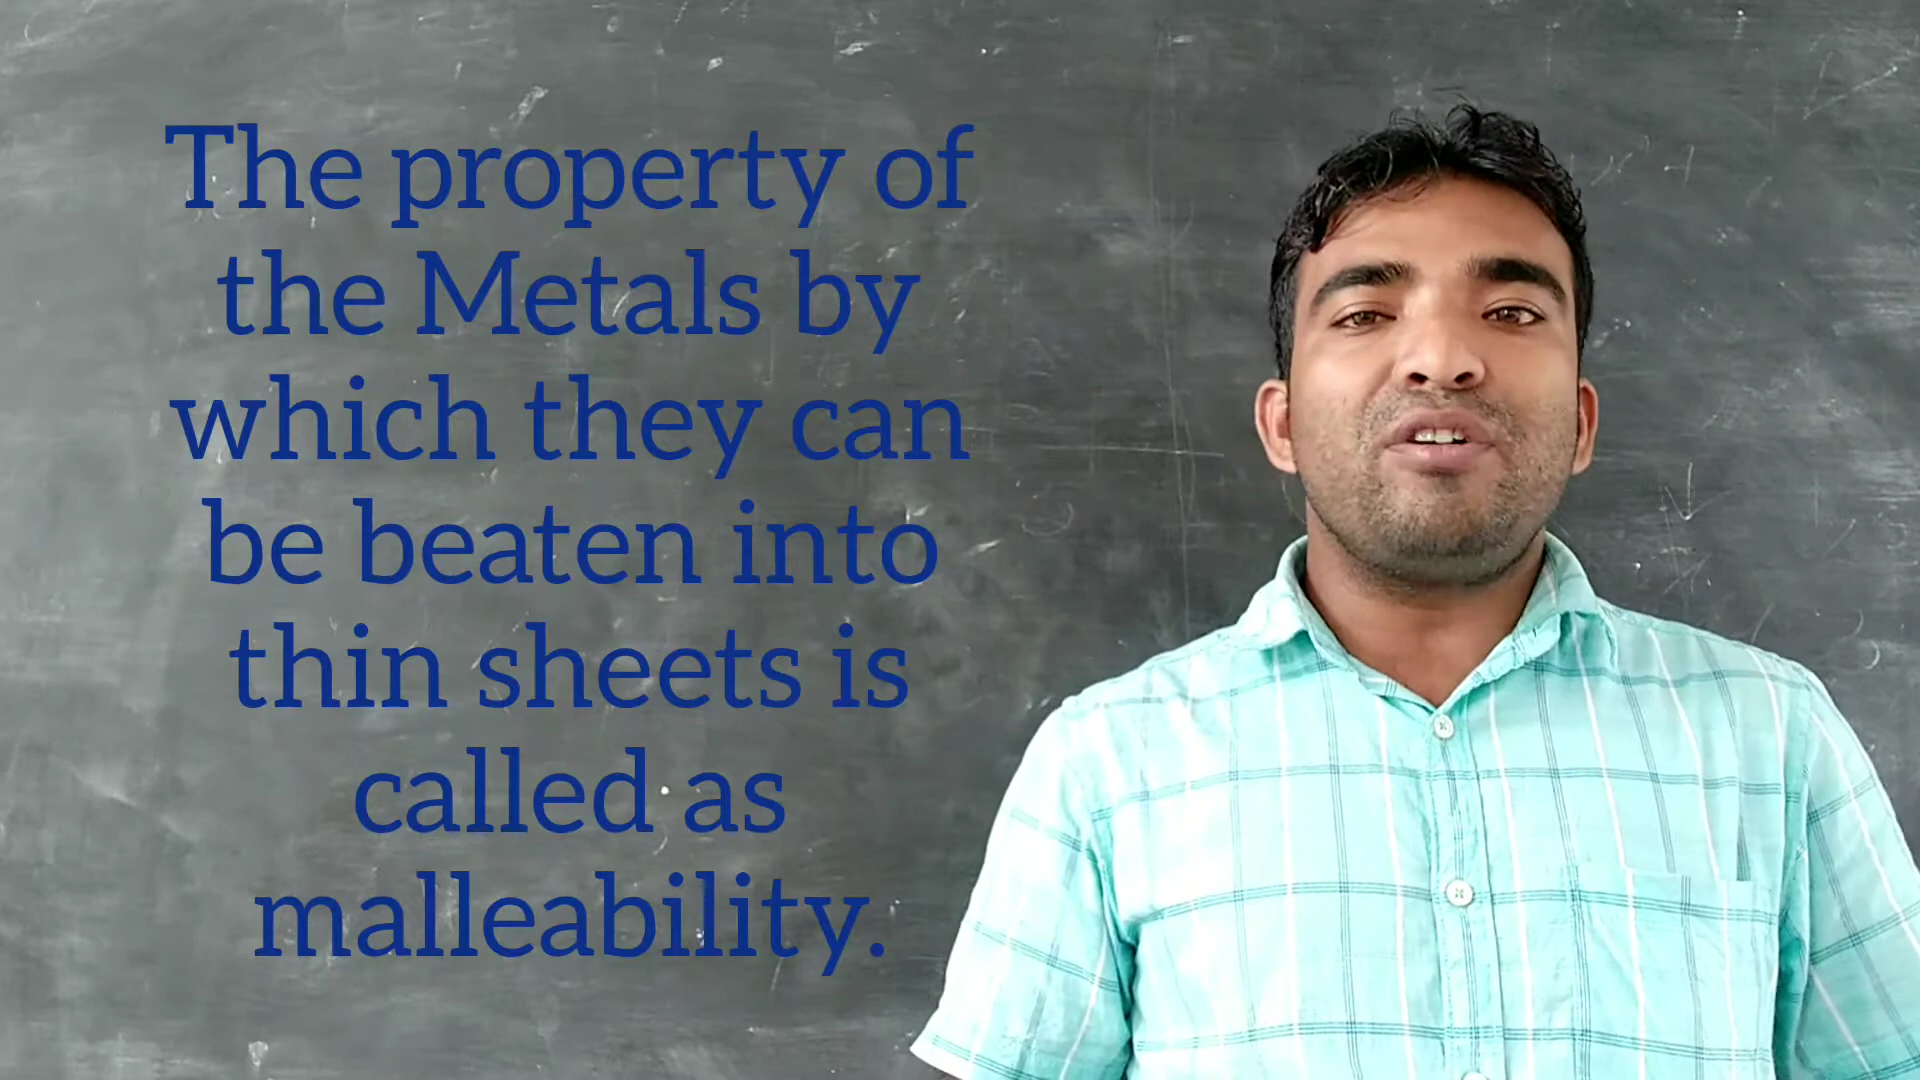 The property of
the Metals by
which they can
be beaten into
thin sheets is
called as
malleability.